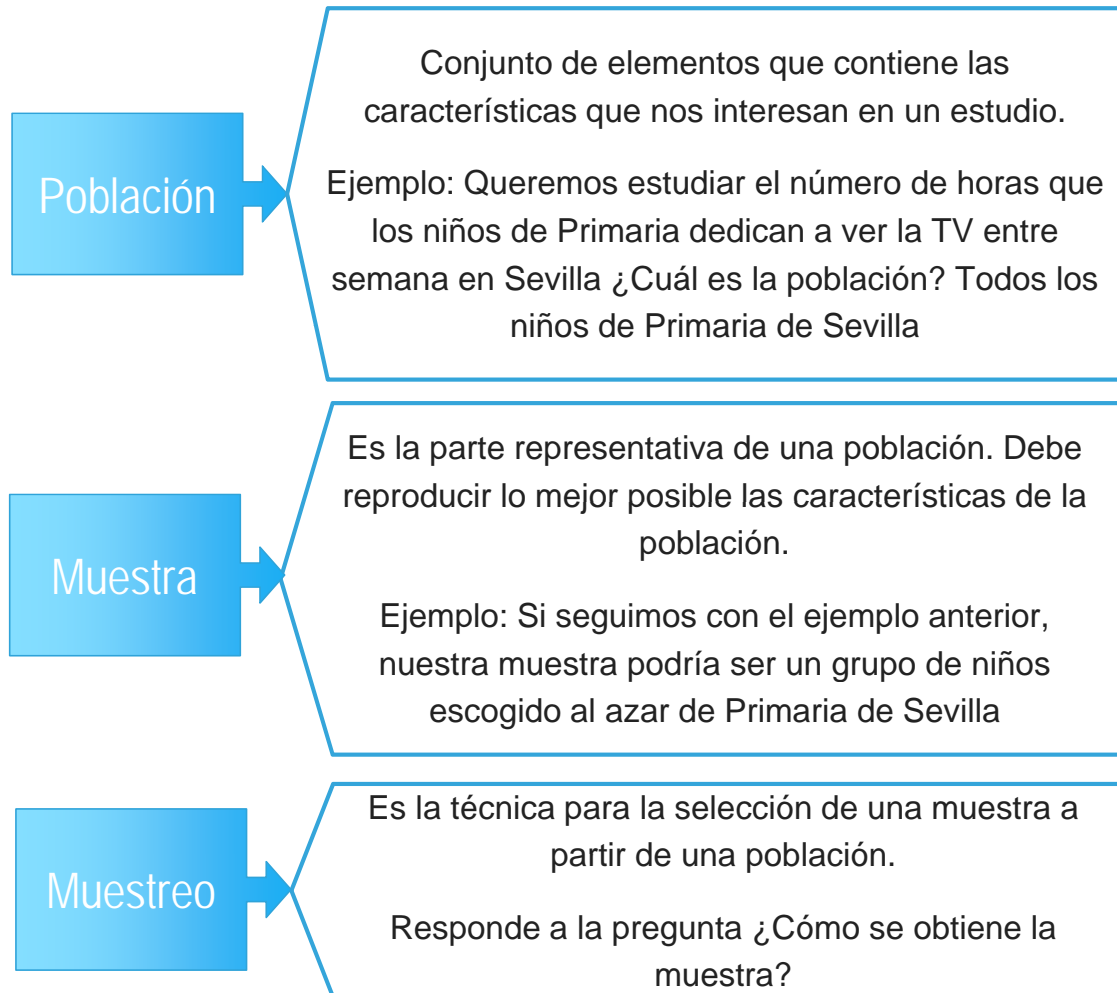 Población
Conjunto de elementos que contiene las
características que nos interesan en un estudio.
Ejemplo: Queremos estudiar el número de horas que
los niños de Primaria dedican a ver la TV entre
semana en Sevilla ¿Cuál es la población? Todos los
niños de Primaria de Sevilla
Muestra
Es la parte representativa de una población. Debe
reproducir lo mejor posible las características de la
población.
Ejemplo: Si seguimos con el ejemplo anterior,
nuestra muestra podría ser un grupo de niños
escogido al azar de Primaria de Sevilla
Muestreo
Es la técnica para la selección de una muestra a
partir de una población.
Responde a la pregunta ¿Cómo se obtiene la
muestra?